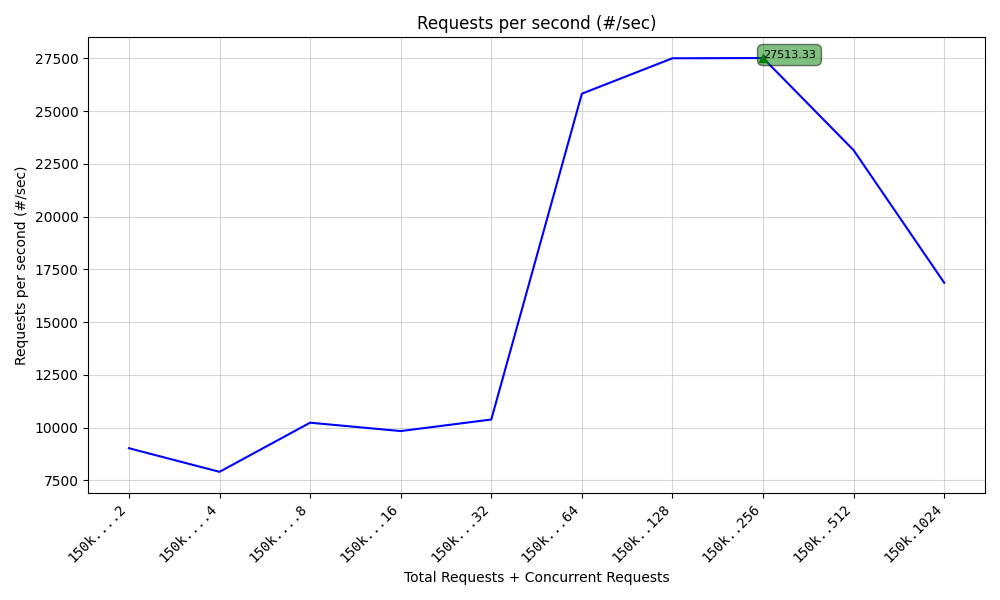 Requests per second (#/sec)
27500
27513.33
25000
22500
20000
17500
15000
12500
10000
7500
Requests per second (#/sec)
150k....2
150k....4
150k....8
150k...16
150k...32
150k...64
150k..128
150k..256
150k..512
150k.1024
Total Requests + Concurrent Requests